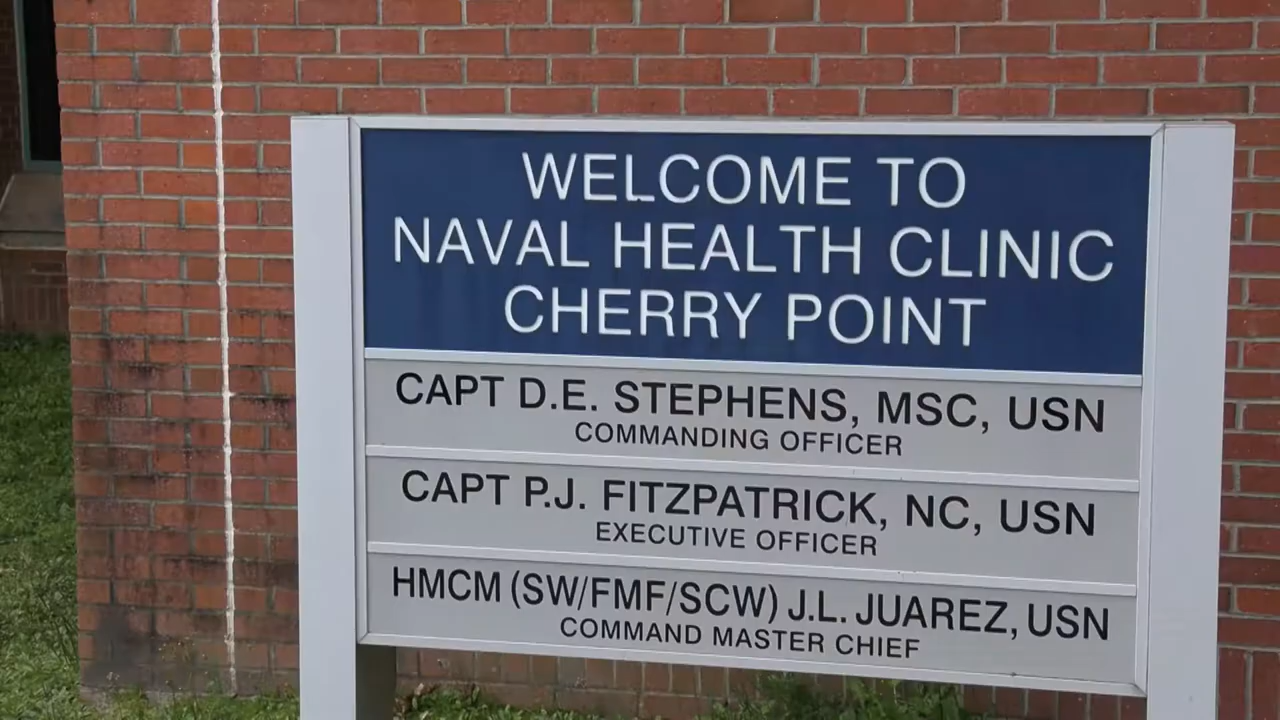 WELCOME TO
NAVAL HEALTH CLINIC
CHERRY POINT
CAPT D.E. STEPHENS, MSC, USN
COMMANDING OFFICER
CAPT P.J. FITZPATRICK, NC, USN
EXECUTIVE OFFICER
HMCM (SW/FMF/SCW) J.L. JUAREZ, USN
COMMAND MASTER CHIEF